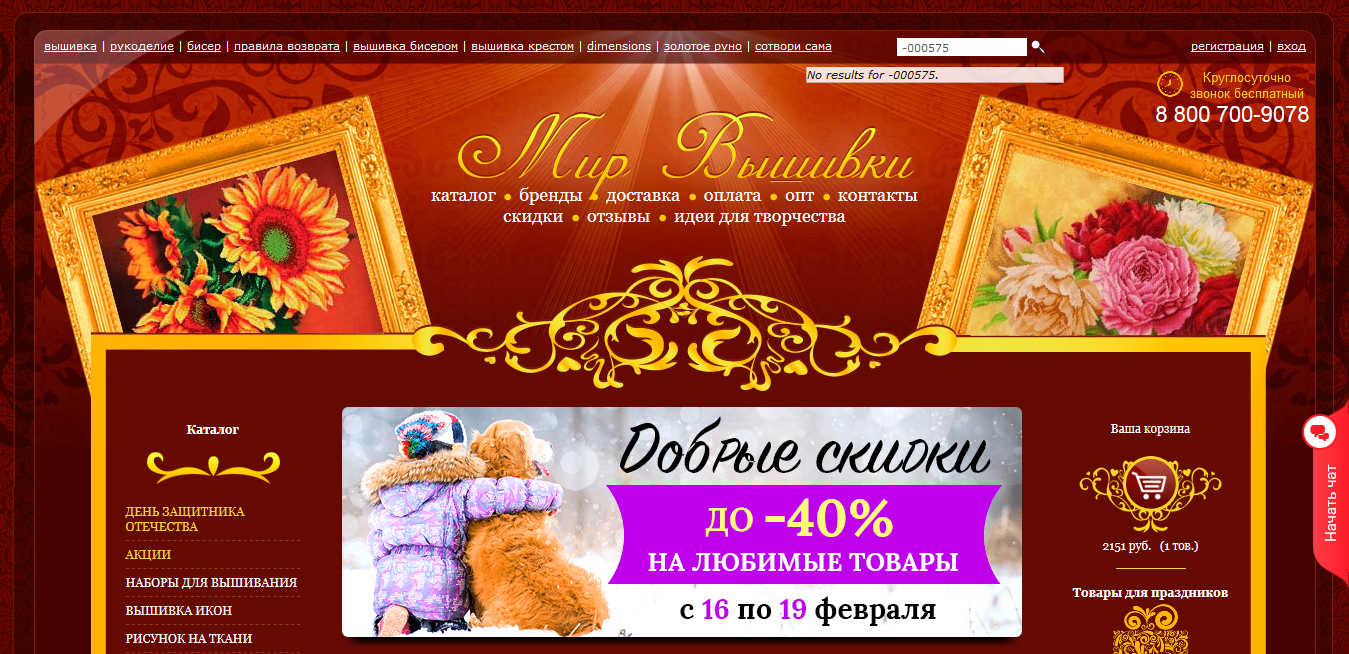 вышивка | рукоделие | бисер | правила возврата | вышивка бисером | вышивка крестом | dimensions | золотое руно | сотвори сама
-000575
регистрация | вход
No results for -000575.
Круглосуточно
звонок бесплатный
8 800 700-9078
Мир Вышивки
каталог • бренды • доставка • оплата • опт • контакты
скидки • отзывы • идеи для творчества
Каталог
ДЕНЬ ЗАЩИТНИКА
ОТЕЧЕСТВА
АКЦИИ
НАБОРЫ ДЛЯ ВЫШИВАНИЯ
ВЫШИВКА ИКОН
РИСУНОК НА ТКАНИ
Добрые скидки
ДО -40%
НА ЛЮБИМЫЕ ТОВАРЫ
с 16 по 19 февраля
Ваша корзина
2151 руб. (1 тов.)
Товары для праздников
Начать чат